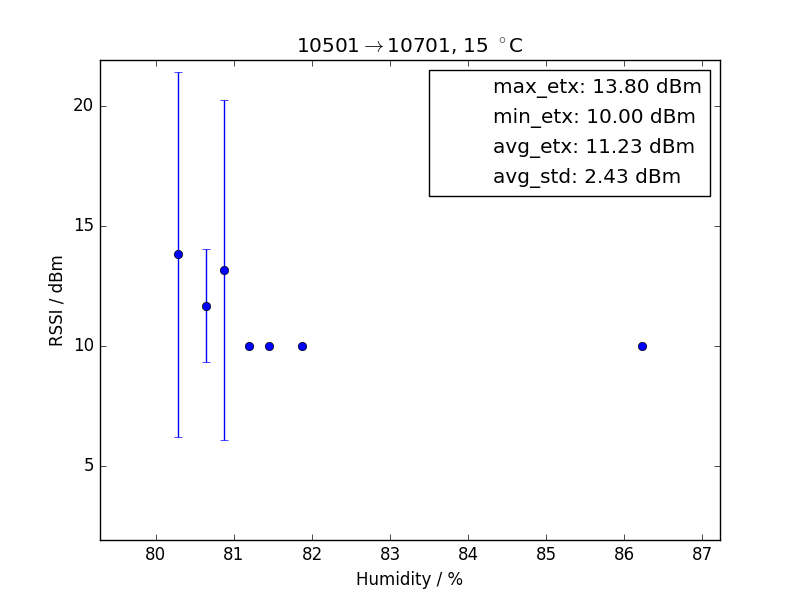 10501→10701, 15 °C
max_etx: 13.80 dBm
min_etx: 10.00 dBm
avg_etx: 11.23 dBm
avg_std: 2.43 dBm
RSSI / dBm
20
15
10
5
80 81 82 83 84 85 86 87
Humidity / %